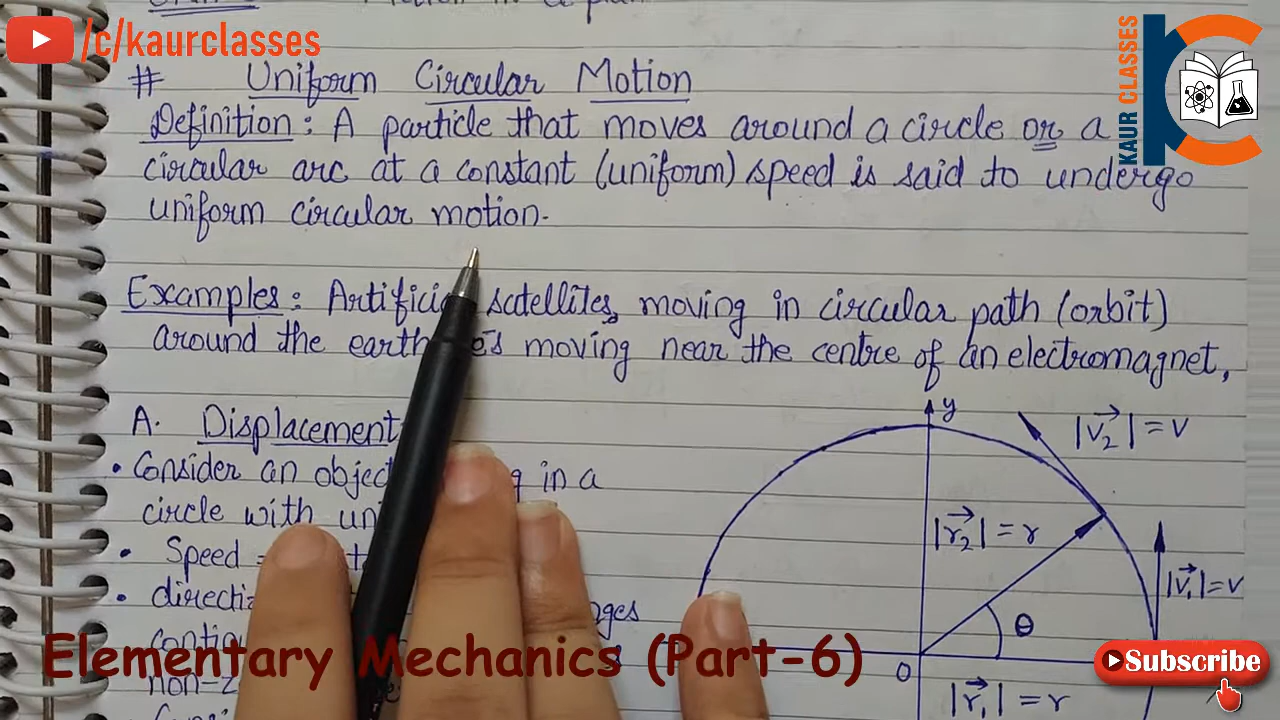 /c/kaurclasses
KAUR CLASSES
# Uniform Circular Motion
Definition: A particle that moves around a circle or a
circular arc at a constant (uniform) speed is said to undergo
uniform circular motion.
Examples: Artificial satellites, moving in circular path (orbit)
around the earth, moving near the centre of an electromagnet,
A. Displacement
• Consider an object in a
circle with
• Speed =
•
y
|v₂→| = v
|r₂→| = r
|v₁→| = v
θ
O
|r₁→| = r
Elementary Mechanics (Part-6)
Subscribe